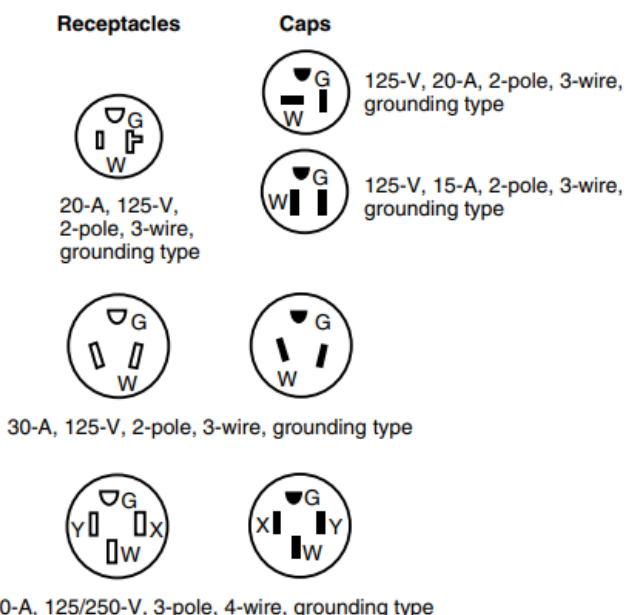 Receptacles
Caps
G
W
125-V, 20-A, 2-pole, 3-wire,
grounding type
G
W
20-A, 125-V,
2-pole, 3-wire,
grounding type
G
W
125-V, 15-A, 2-pole, 3-wire,
grounding type
G
W
G
W
30-A, 125-V, 2-pole, 3-wire, grounding type
G
Y
X
W
G
X
Y
W
0-A, 125/250-V, 3-pole, 4-wire, grounding type